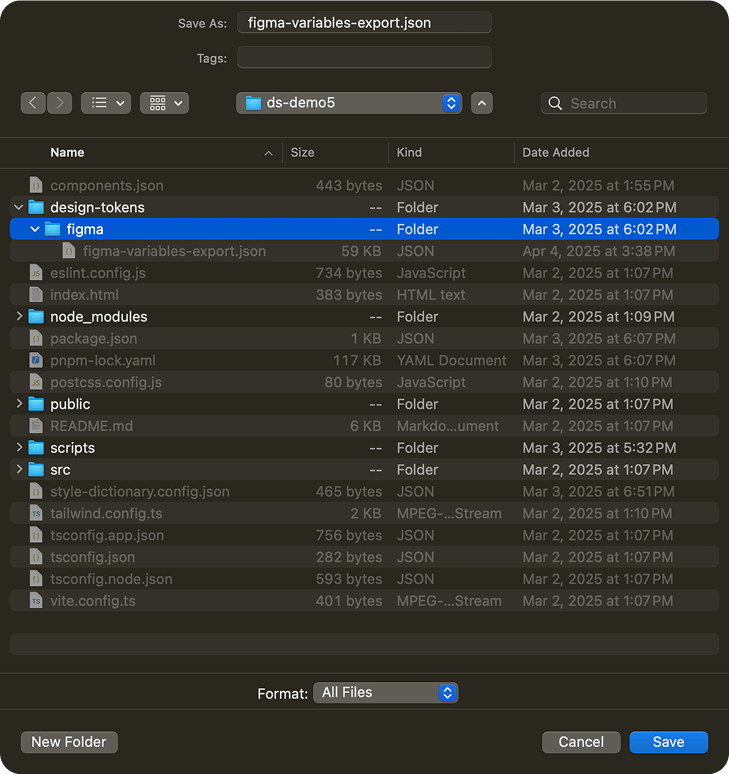 Save As: figma-variables-export.json
Tags:
ds-demo5
Search
Name Size Kind Date Added
components.json 443 bytes JSON Mar 2, 2025 at 1:55 PM
design-tokens -- Folder Mar 3, 2025 at 6:02 PM
figma -- Folder Mar 3, 2025 at 6:02 PM
figma-variables-export.json 59 KB JSON Apr 4, 2025 at 3:38 PM
eslint.config.js 734 bytes JavaScript Mar 2, 2025 at 1:07 PM
index.html 383 bytes HTML text Mar 2, 2025 at 1:07 PM
node_modules -- Folder Mar 2, 2025 at 1:09 PM
package.json 1 KB JSON Mar 3, 2025 at 6:07 PM
pnpm-lock.yaml 117 KB YAML Document Mar 3, 2025 at 6:07 PM
postcss.config.js 80 bytes JavaScript Mar 2, 2025 at 1:10 PM
public -- Folder Mar 2, 2025 at 1:07 PM
README.md 6 KB Markdo...ument Mar 2, 2025 at 1:07 PM
scripts -- Folder Mar 3, 2025 at 5:32 PM
src -- Folder Mar 2, 2025 at 1:07 PM
style-dictionary.config.json 465 bytes JSON Mar 3, 2025 at 6:51 PM
TS tailwind.config.ts 2 KB MPEG-...Stream Mar 2, 2025 at 1:10 PM
tsconfig.app.json 756 bytes JSON Mar 2, 2025 at 1:07 PM
tsconfig.json 282 bytes JSON Mar 2, 2025 at 1:07 PM
tsconfig.node.json 593 bytes JSON Mar 2, 2025 at 1:07 PM
TS vite.config.ts 401 bytes MPEG-...Stream Mar 2, 2025 at 1:07 PM
Format: All Files
New Folder Cancel Save